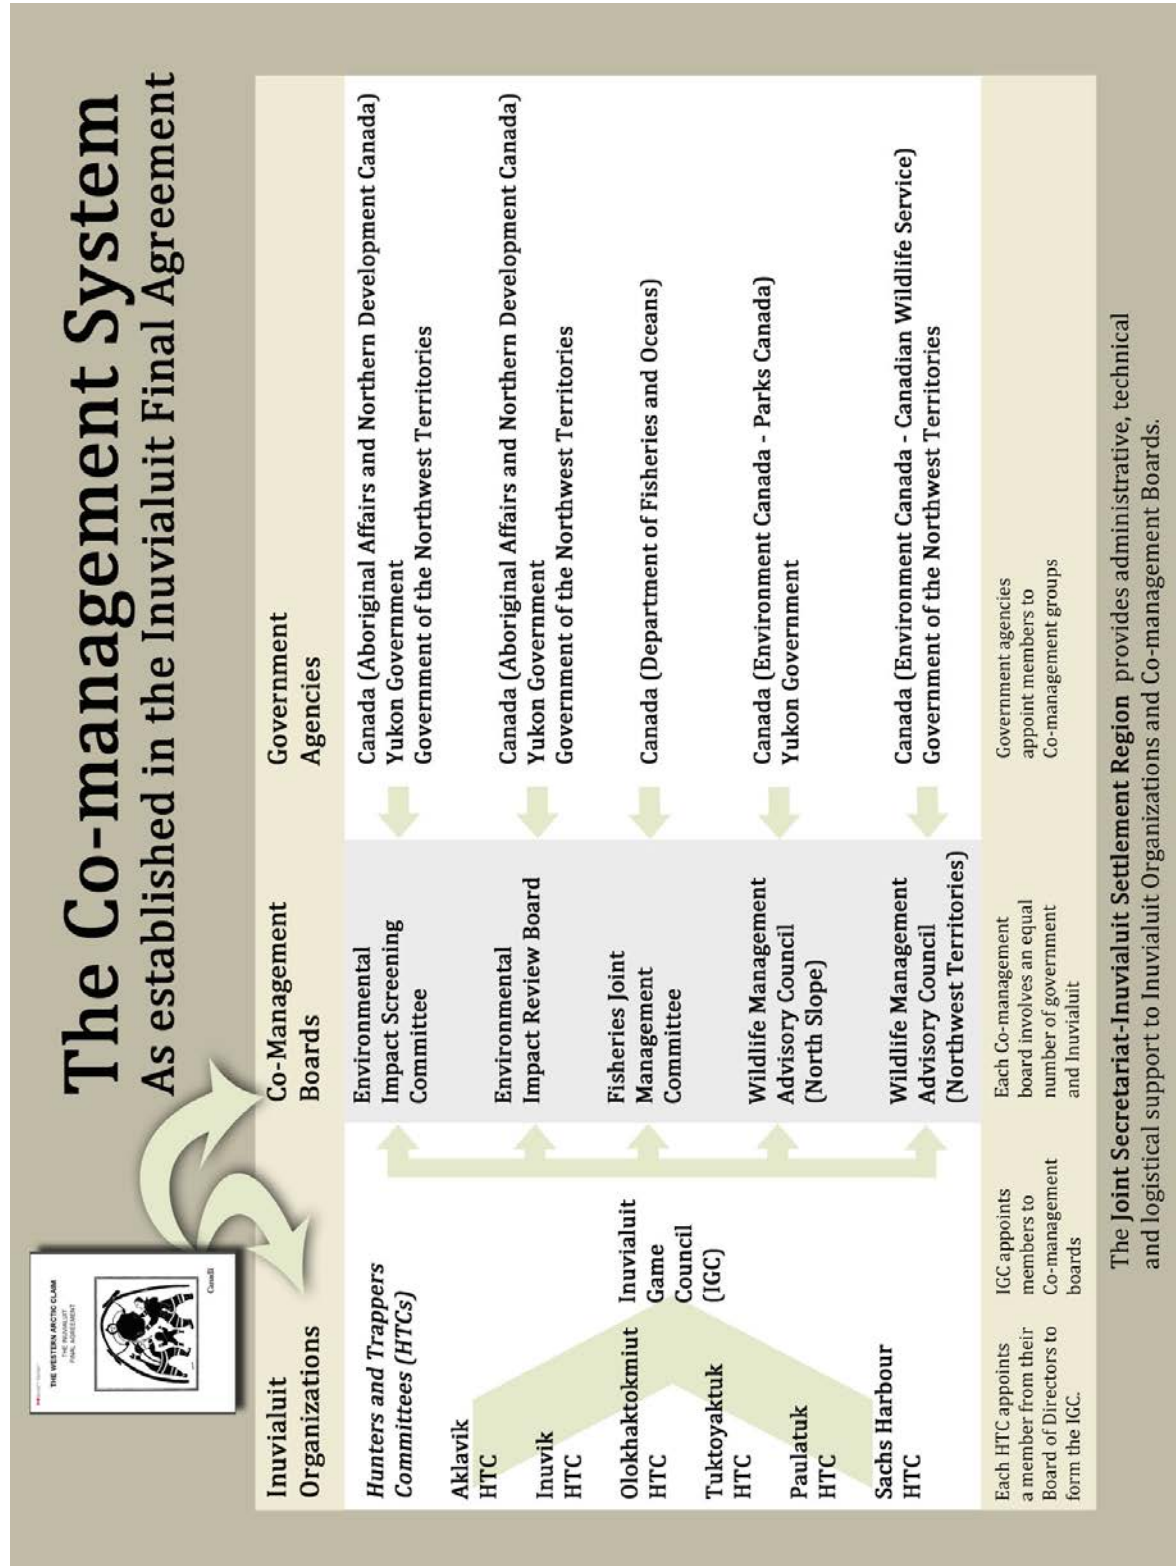 The Co-management System
As established in the Inuvialuit Final Agreement
THE WESTERN ARCTIC CLAIM
THE INUVIALUIT
FINAL AGREEMENT
Canada
Inuvialuit
Organizations
Co-Management
Boards
Government
Agencies
Hunters and Trappers
Committees (HTCs)
Aklavik
HTC
Inuvik
HTC
Olokhaktokmiut
HTC
Tuktoyaktuk
HTC
Paulatuk
HTC
Sachs Harbour
HTC
Inuvialuit
Game
Council
(IGC)
Environmental
Impact Screening
Committee
Environmental
Impact Review Board
Fisheries Joint
Management
Committee
Wildlife Management
Advisory Council
(North Slope)
Wildlife Management
Advisory Council
(Northwest Territories)
Canada (Aboriginal Affairs and Northern Development Canada)
Yukon Government
Government of the Northwest Territories
Canada (Aboriginal Affairs and Northern Development Canada)
Yukon Government
Government of the Northwest Territories
Canada (Department of Fisheries and Oceans)
Canada (Environment Canada - Parks Canada)
Yukon Government
Canada (Environment Canada - Canadian Wildlife Service)
Government of the Northwest Territories
Each HTC appoints
a member from their
Board of Directors to
form the IGC.
IGC appoints
members to
Co-management
boards
Each Co-management
board involves an equal
number of government
and Inuvialuit
Government agencies
appoint members to
Co-management groups
The Joint Secretariat-Inuvialuit Settlement Region provides administrative, technical
and logistical support to Inuvialuit Organizations and Co-management Boards.